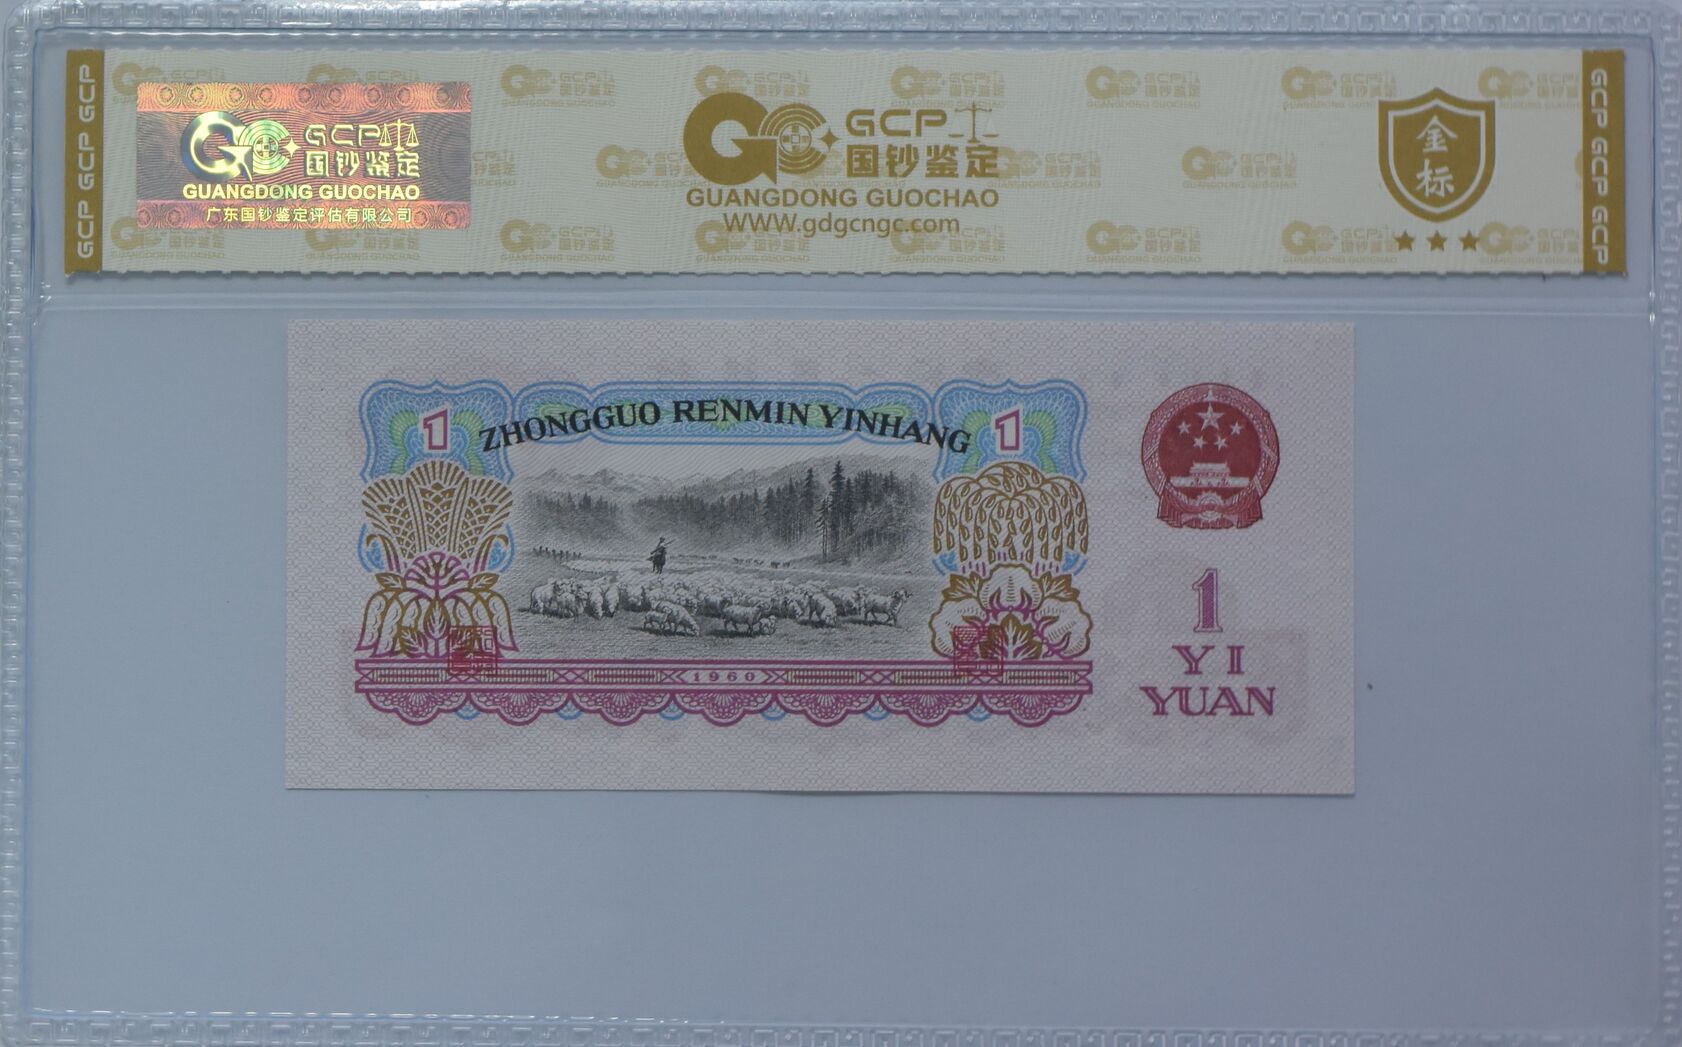 GCP GCP GCP
GCP
国钞鉴定
GUANGDONG GUOCHAO
广东国钞鉴定评估有限公司
GCP
国钞鉴定
GUANGDONG GUOCHAO
WWW.gdgcngc.com
金标
GCP GCP GCP
1
ZHONGGUO RENMIN YINHANG
1
1960
1
YI
YUAN